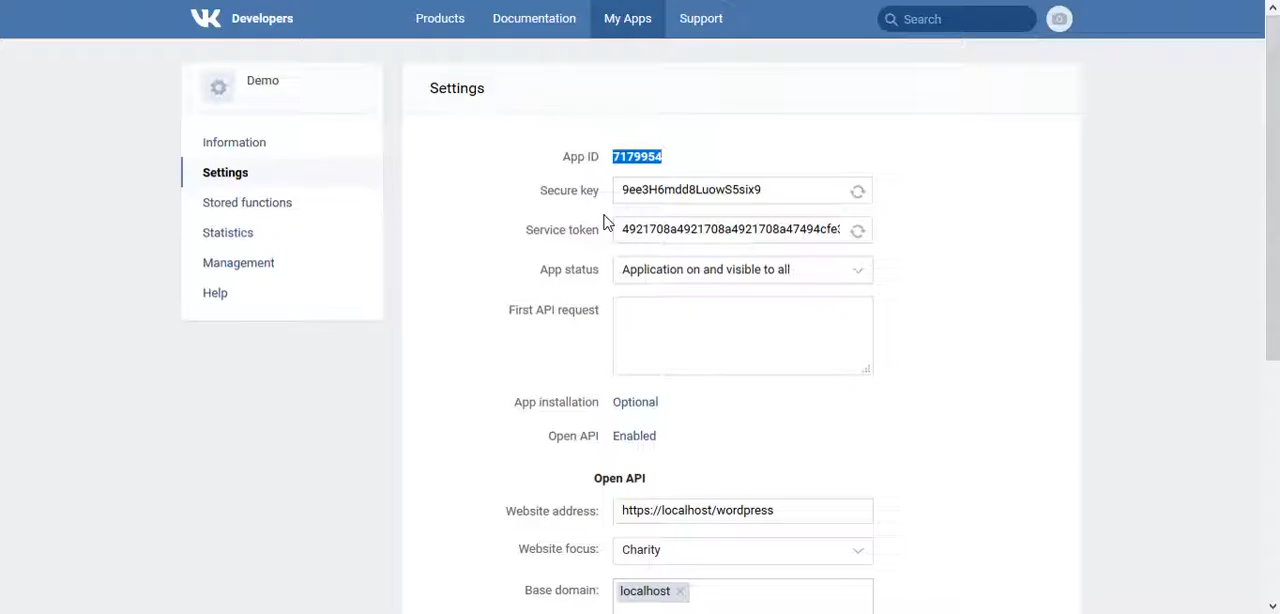 VK Developers Products Documentation My Apps Support Search
Demo
Settings
Information
Settings
Stored functions
Statistics
Management
Help
App ID 7179954
Secure key 9ee3H6mdd8LuowS5six9
Service token 4921708a4921708a4921708a47494cfe3
App status Application on and visible to all
First API request
App installation Optional
Open API Enabled
Open API
Website address: https://localhost/wordpress
Website focus: Charity
Base domain: localhost